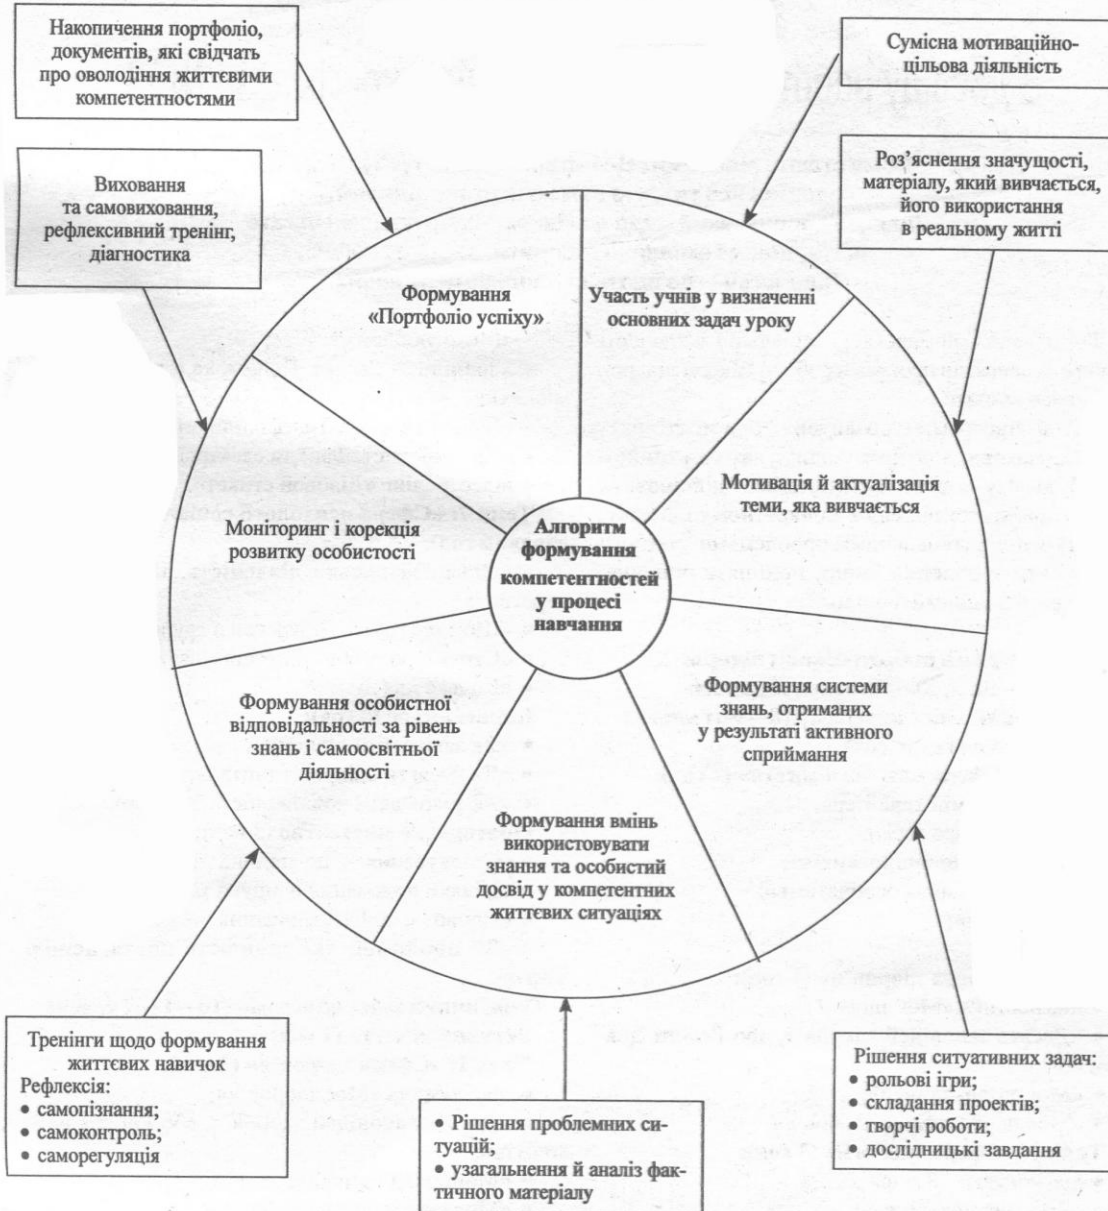 Накопичення портфоліо,
документів, які свідчать
про оволодіння життєвими
компетентностями
Сумісна мотиваційно-
цільова діяльність
Виховання
та самовиховання,
рефлексивний тренінг,
діагностика
Роз’яснення значущості,
матеріалу, який вивчається,
його використання
в реальному житті
Формування
«Портфоліо успіху»
Участь учнів у визначенні
основних задач уроку
Моніторинг і корекція
розвитку особистості
Мотивація й актуалізація
теми, яка вивчається
Алгоритм
формування
компетентностей
у процесі
навчання
Формування особистної
відповідальності за рівень
знань і самоосвітньої
діяльності
Формування системи
знань, отриманих
у результаті активного
сприймання
Формування вмінь
використовувати
знання та особистий
досвід у компетентних
життєвих ситуаціях
Тренінги щодо формування
життєвих навичок
Рефлексія:
• самопізнання;
• самоконтроль;
• саморегуляція
• Рішення проблемних си-
туацій;
• узагальнення й аналіз фак-
тичного матеріалу
Рішення ситуативних задач:
• рольові ігри;
• складання проектів;
• творчі роботи;
• дослідницькі завдання